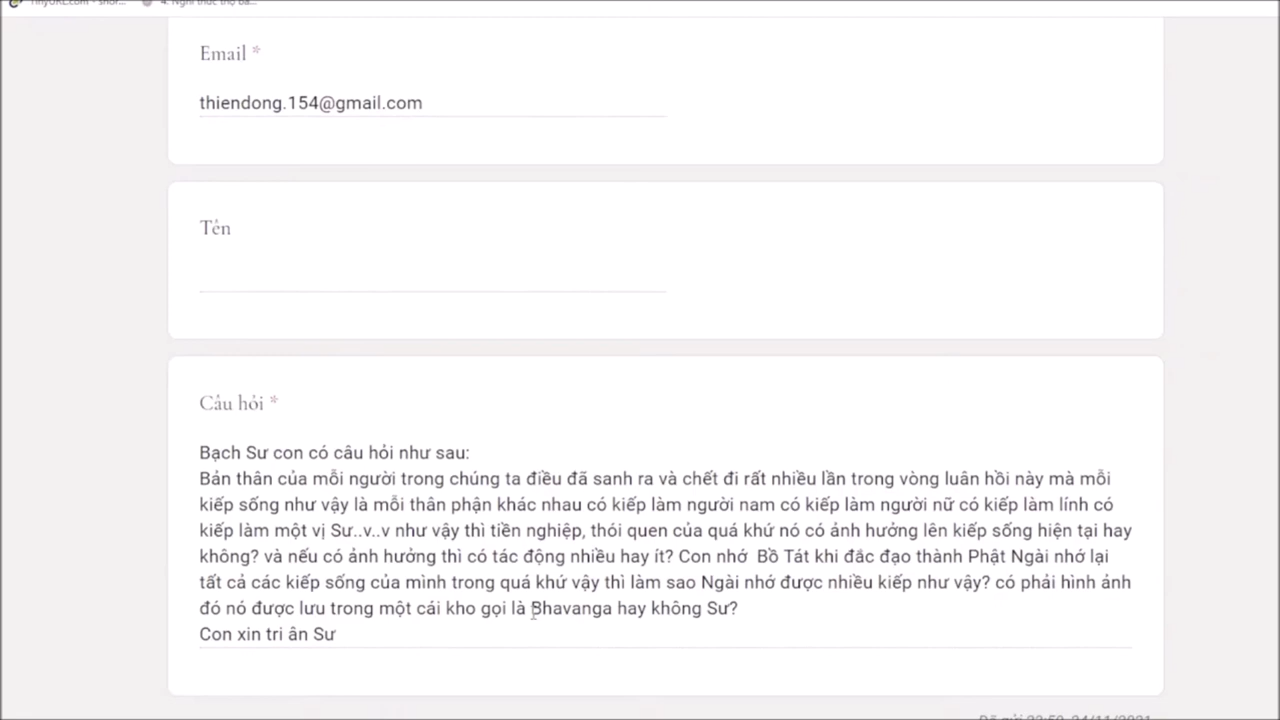 Email *
thiendong.154@gmail.com
Tên
Câu hỏi *
Bạch Sư con có câu hỏi như sau:
Bản thân của mỗi người trong chúng ta điều đã sanh ra và chết đi rất nhiều lần trong vòng luân hồi này mà mỗi
kiếp sống như vậy là mỗi thân phận khác nhau có kiếp làm người nam có kiếp làm người nữ có kiếp làm lính có
kiếp làm một vị Sư..v..v như vậy thì tiền nghiệp, thói quen của quá khứ nó có ảnh hưởng lên kiếp sống hiện tại hay
không? và nếu có ảnh hưởng thì có tác động nhiều hay ít? Con nhớ  Bồ Tát khi đắc đạo thành Phật Ngài nhớ lại
tất cả các kiếp sống của mình trong quá khứ vậy thì làm sao Ngài nhớ được nhiều kiếp như vậy? có phải hình ảnh
đó nó được lưu trong một cái kho gọi là Bhavanga hay không Sư?
Con xin tri ân Sư